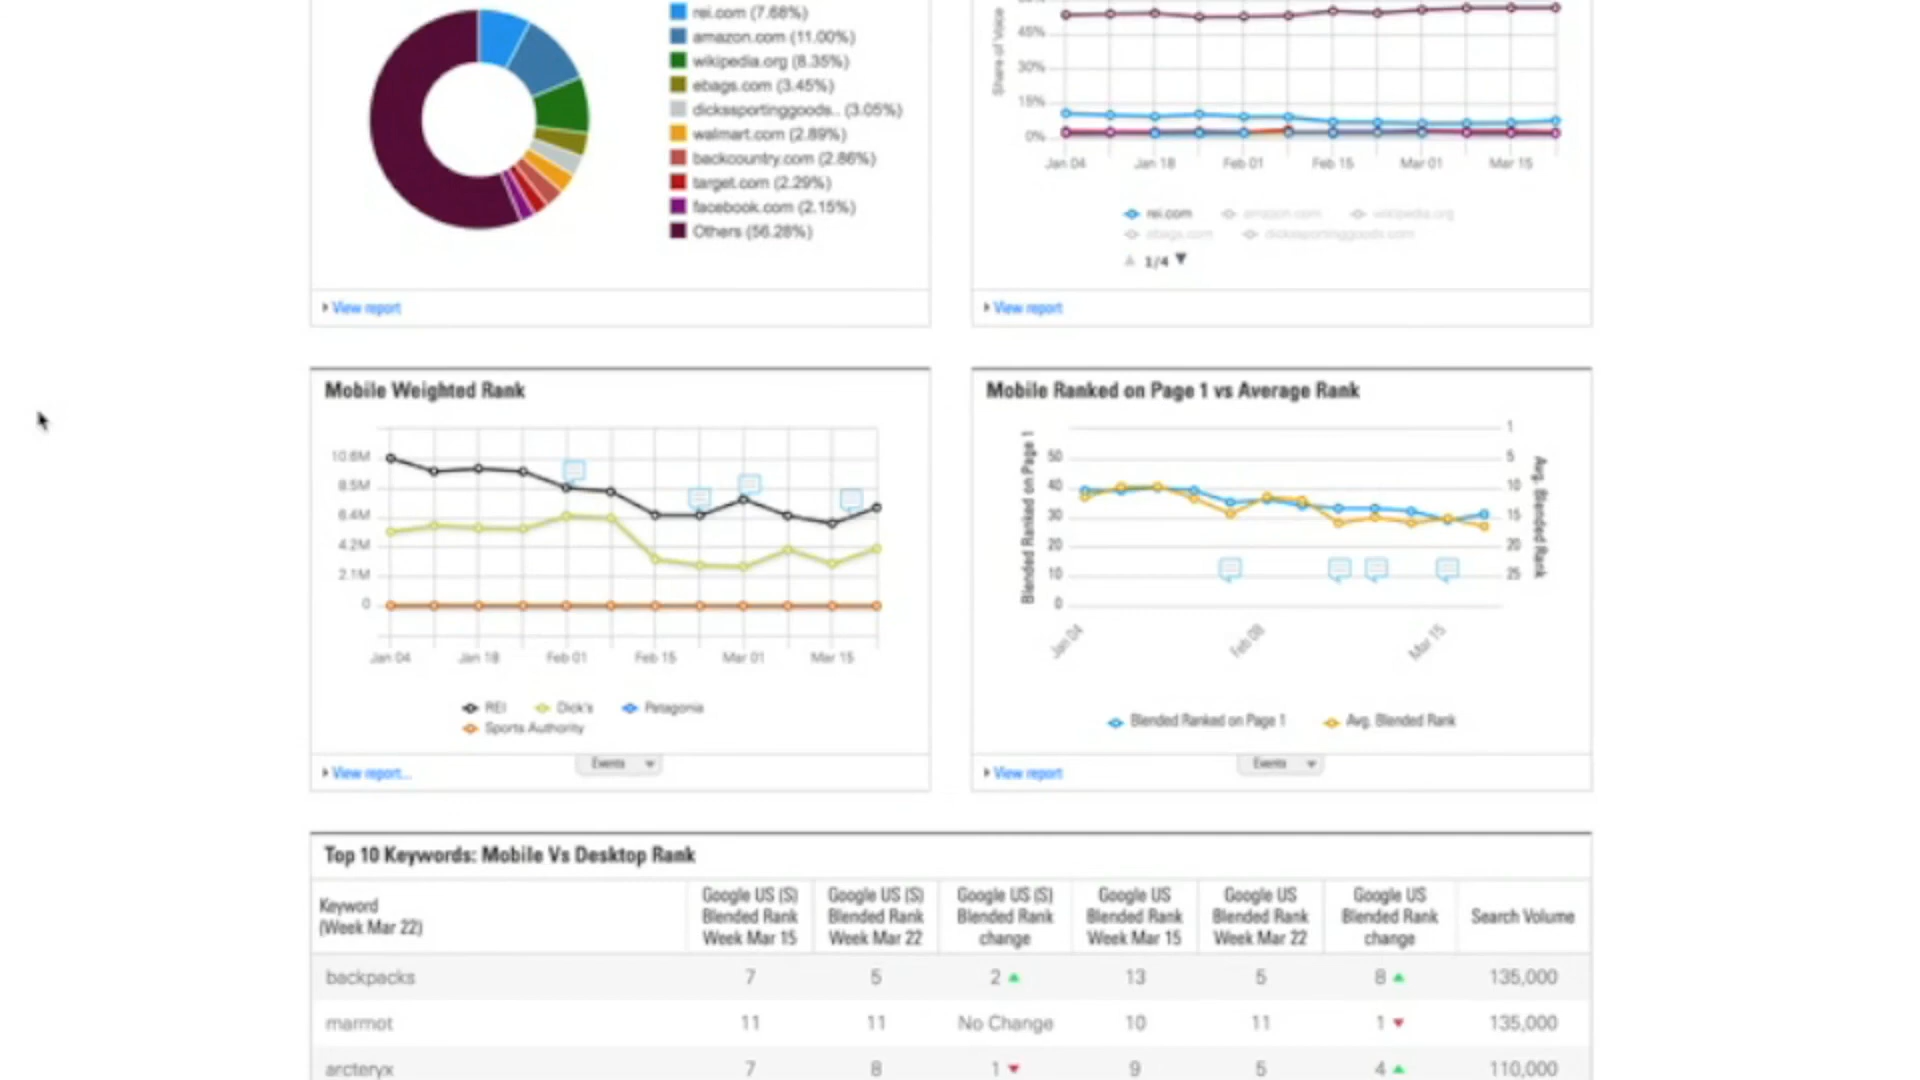 rei.com (7.68%)
amazon.com (11.00%)
wikipedia.org (8.35%)
ebags.com (3.45%)
dickssportinggoods.. (3.05%)
walmart.com (2.89%)
backcountry.com (2.86%)
target.com (2.29%)
facebook.com (2.15%)
Others (56.28%)
View report
Share of Voice
45%
30%
15%
0%
Jan 04 Jan 18 Feb 01 Feb 15 Mar 01 Mar 15
rei.com amazon.com wikipedia.org
ebags.com dickssportinggoods.com
1/4
View report
Mobile Weighted Rank
10.6M
8.5M
6.4M
4.2M
2.1M
0
Jan 04 Jan 18 Feb 01 Feb 15 Mar 01 Mar 15
REI Dick's Patagonia
Sports Authority
Events
View report...
Mobile Ranked on Page 1 vs Average Rank
Blended Ranked on Page 1
50
40
30
20
10
0
1
5
10
15
20
25
Avg. Blended Rank
Jan 04 Feb 08 Mar 15
Blended Ranked on Page 1 Avg. Blended Rank
Events
View report
Top 10 Keywords: Mobile Vs Desktop Rank
Keyword
(Week Mar 22)
Google US (S)
Blended Rank
Week Mar 15
Google US (S)
Blended Rank
Week Mar 22
Google US (S)
Blended Rank
change
Google US
Blended Rank
Week Mar 15
Google US
Blended Rank
Week Mar 22
Google US
Blended Rank
change
Search Volume
backpacks 7 5 2 13 5 8 135,000
marmot 11 11 No Change 10 11 1 135,000
arcteryx 7 8 1 9 5 4 110,000